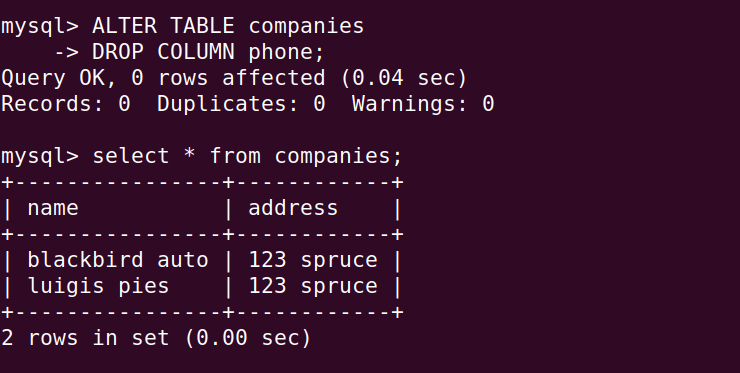 mysql> ALTER TABLE companies
    -> DROP COLUMN phone;
Query OK, 0 rows affected (0.04 sec)
Records: 0  Duplicates: 0  Warnings: 0

mysql> select * from companies;
+----------------+------------+
| name           | address    |
+----------------+------------+
| blackbird auto | 123 spruce |
| luigis pies    | 123 spruce |
+----------------+------------+
2 rows in set (0.00 sec)